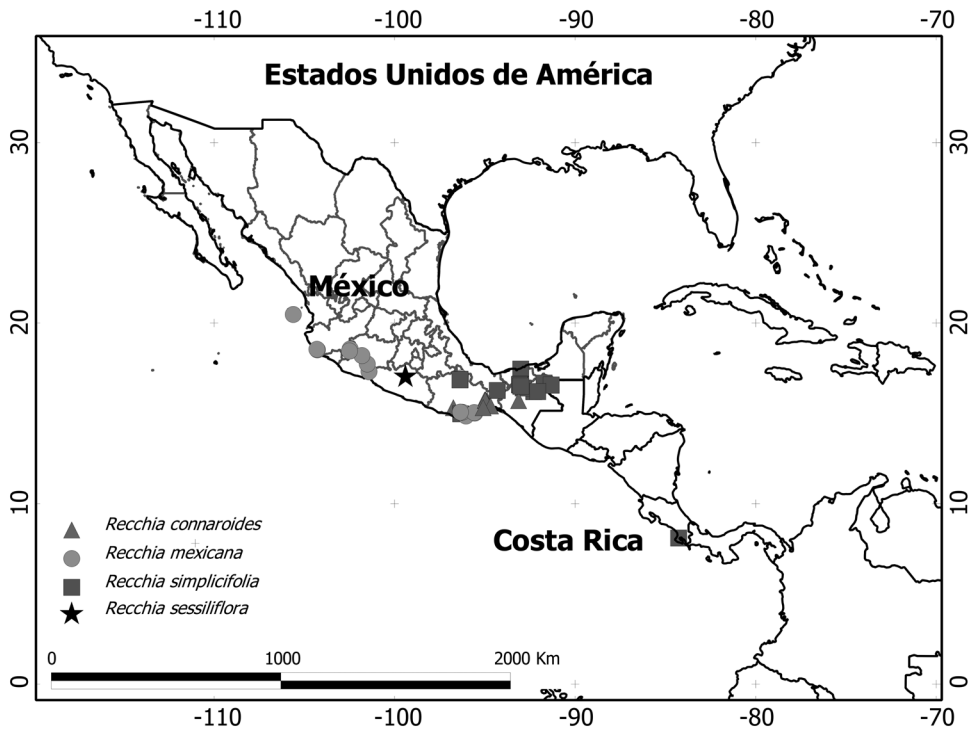 -110 -100 -90 -80 -70
Estados Unidos de América
30 30
México
20 20
10 10
Recchia connaroides
Recchia mexicana
Costa Rica
Recchia simplicifolia
Recchia sessiliflora
0 1000 2000 Km
0 0
-110 -100 -90 -80 -70